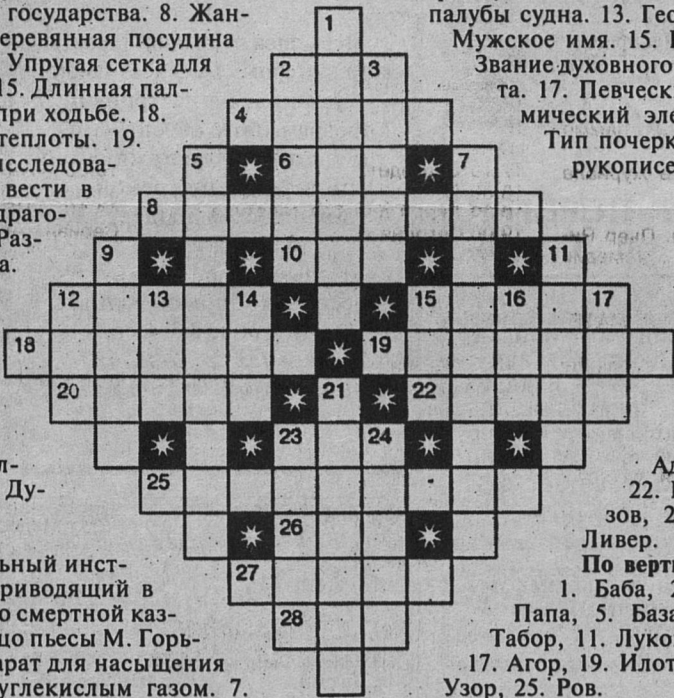 государства. 8. Жан-
еревянная посудина
Упругая сетка для
15. Длинная пал-
при ходьбе. 18.
теплоты. 19.
исследова-
вести в
драго-
Раз-
а.
л-
Ду-
ьный инст-
риводящий в
о смертной каз-
цо пьесы М. Горь-
арат для насыщения
углекислым газом. 7.
1
2 3
4
5 6 7
8
9 10 11
12 13 14 15 16 17
18 19
20 21 22
23 24
25
26
27
28
палубы судна. 13. Гео
Мужское имя. 15.
Звание духовного
та. 17. Певческ
мический эле
Тип почерк
рукописе
Ад
22.
зов, 2
Ливер.
По верти
1. Баба, 2
Папа, 5. База
Табор, 11. Луко
17. Агор, 19. Илот
Узор, 25. Ров.